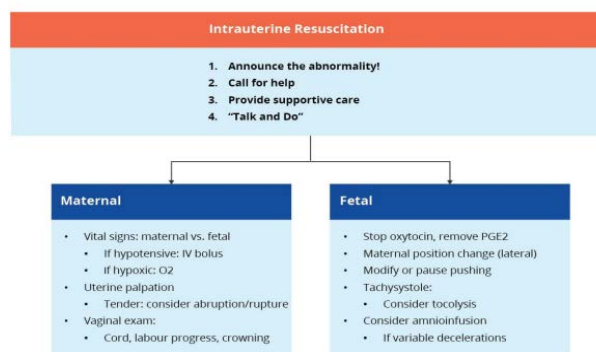 Intrauterine Resuscitation
1. Announce the abnormality!
2. Call for help
3. Provide supportive care
4. “Talk and Do”
Maternal
• Vital signs: maternal vs. fetal
• If hypotensive: IV bolus
• If hypoxic: O2
• Uterine palpation
• Tender: consider abruption/rupture
• Vaginal exam:
• Cord, labour progress, crowning
Fetal
• Stop oxytocin, remove PGE2
• Maternal position change (lateral)
• Modify or pause pushing
• Tachysystole:
• Consider tocolysis
• Consider amnioinfusion
• If variable decelerations